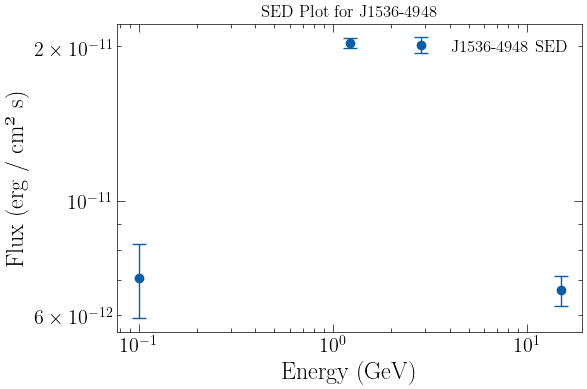 SED Plot for J1536-4948
J1536-4948 SED
2 × 10⁻¹¹
10⁻¹¹
6 × 10⁻¹²
Flux (erg / cm² s)
10⁻¹ 10⁰ 10¹
Energy (GeV)